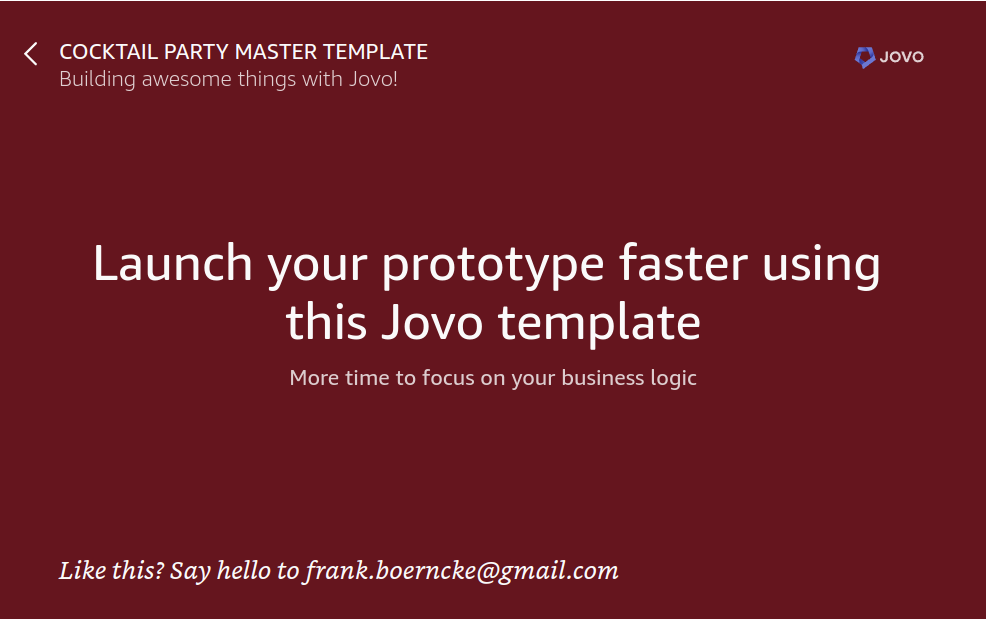 COCKTAIL PARTY MASTER TEMPLATE
Building awesome things with Jovo!
JOVO
Launch your prototype faster using
this Jovo template
More time to focus on your business logic
Like this? Say hello to frank.boerncke@gmail.com